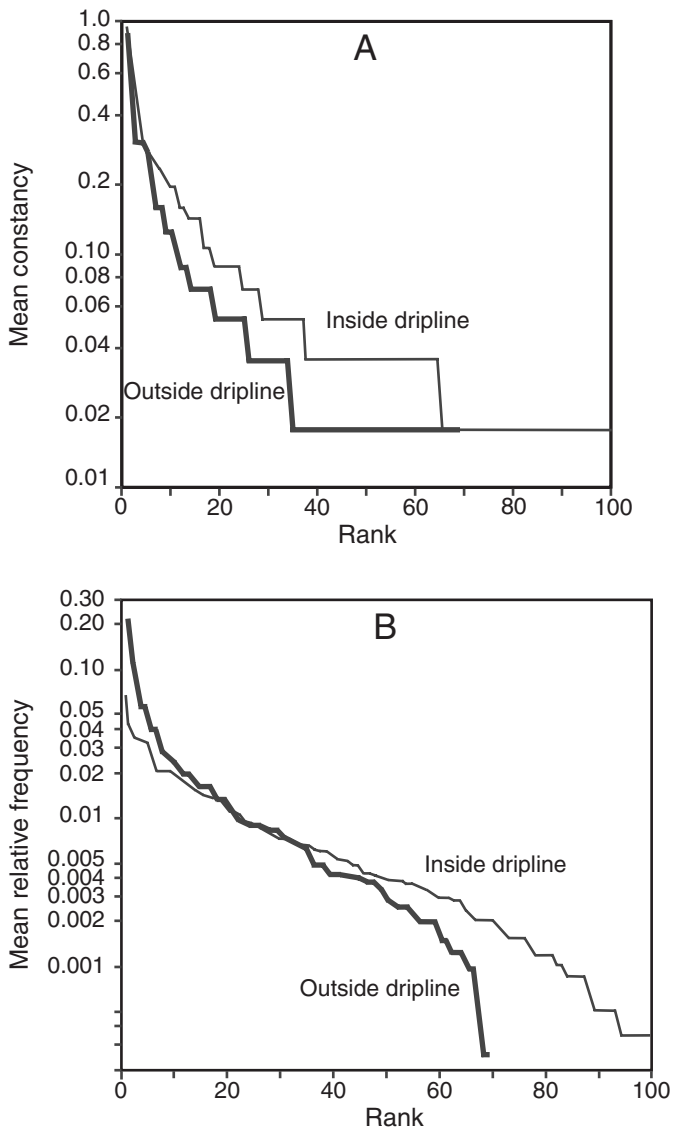 A
1.0
0.8
0.6
0.4
0.2
0.10
0.08
0.06
0.04
0.02
0.01
Mean constancy
Inside dripline
Outside dripline
0 20 40 60 80 100
Rank
B
0.30
0.20
0.10
0.05
0.04
0.03
0.02
0.01
0.005
0.004
0.003
0.002
0.001
Mean relative frequency
Inside dripline
Outside dripline
0 20 40 60 80 100
Rank